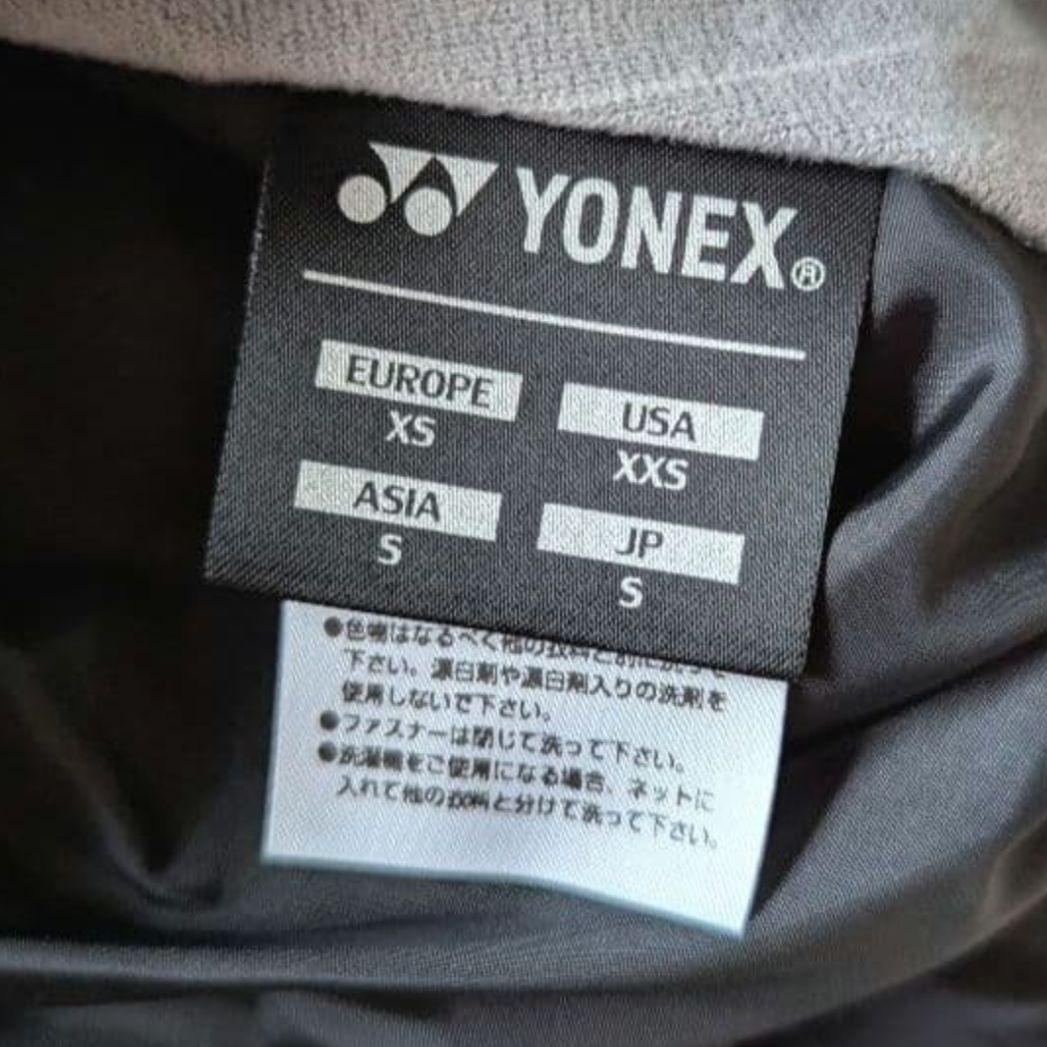 YONEX®
EUROPE
XS
USA
XXS
ASIA
S
JP
S
●色物はなるべく他の衣料と別に洗って
下さい。漂白剤や漂白剤入りの洗剤を
使用しないで下さい。
●ファスナーは閉じて洗って下さい。
●洗濯機をご使用になる場合、ネットに
入れて他の衣料と分けて洗って下さい。